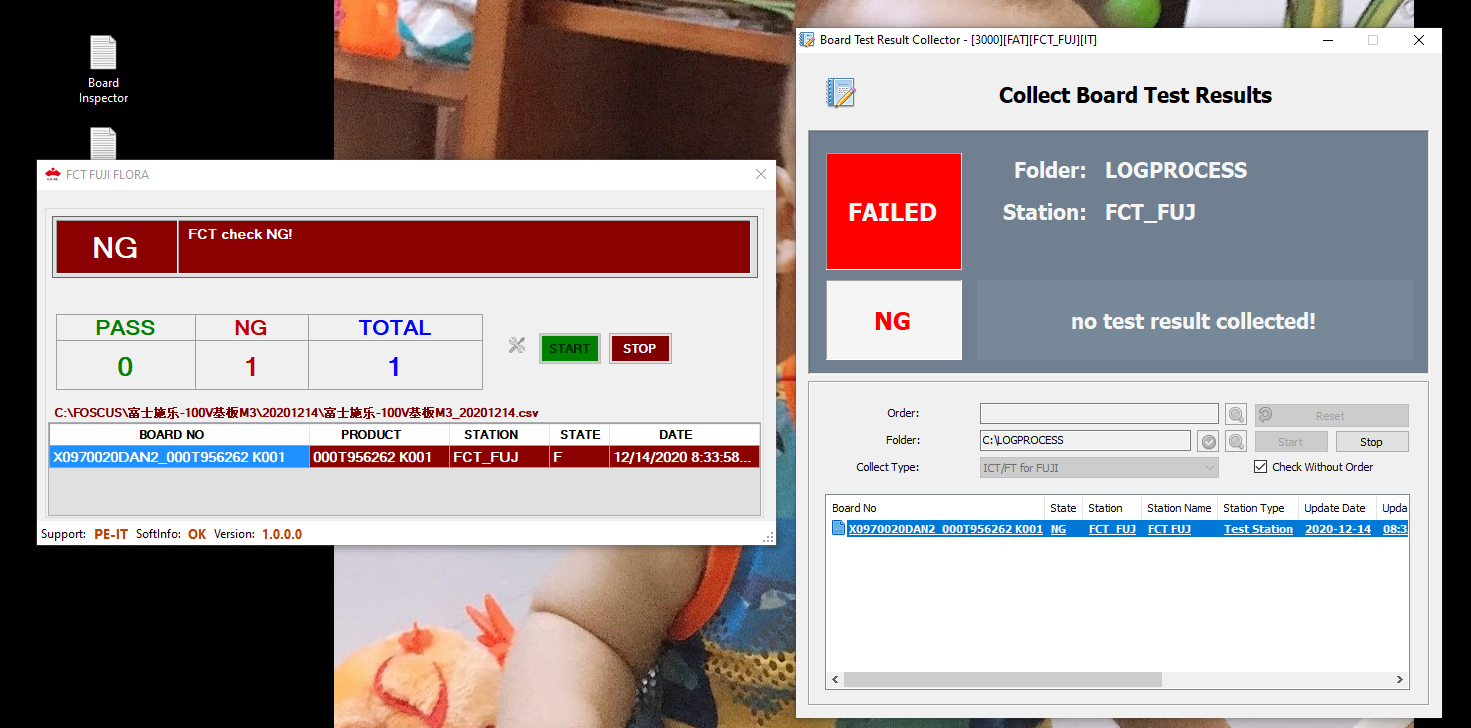 Board
Inspector
FCT FUJI FLORA
NG
FCT check NG!
PASS NG TOTAL
0 1 1
START STOP
C:\FOSCUS\富士施乐-100V基板M3\20201214\富士施乐-100V基板M3_20201214.csv
BOARD NO PRODUCT STATION STATE DATE
X0970020DAN2_000T956262 K001 000T956262 K001 FCT_FUJ F 12/14/2020 8:33:58...
Support: PE-IT SoftInfo: OK Version: 1.0.0.0
Board Test Result Collector - [3000][FAT][FCT_FUJ][IT]
Collect Board Test Results
FAILED
Folder: LOGPROCESS
Station: FCT_FUJ
NG
no test result collected!
Order: Reset
Folder: C:\LOGPROCESS Start Stop
Collect Type: ICT/FT for FUJI Check Without Order
Board No State Station Station Name Station Type Update Date Upda
X0970020DAN2_000T956262 K001 NG FCT_FUJ FCT FUJ Test Station 2020-12-14 08:3